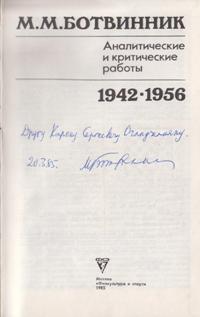 М. М. БОТВИННИК
Аналитические
и критические
работы
1942·1956
Другу Карену Сергеевичу
20.3.85.
Москва
«Физкультура и спорт»
1985